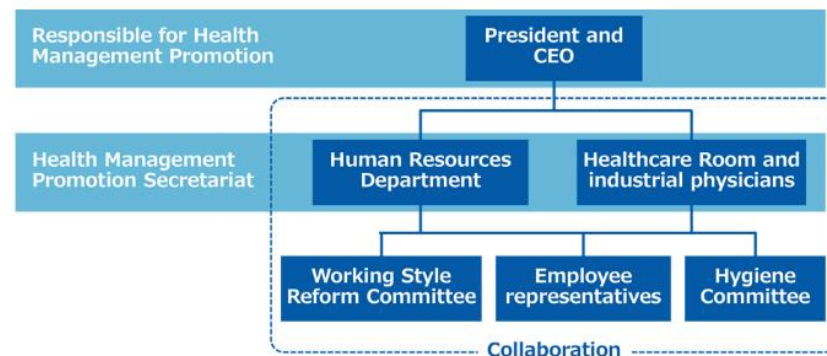 Responsible for Health
Management Promotion
President and
CEO
Health Management
Promotion Secretariat
Human Resources
Department
Healthcare Room and
industrial physicians
Working Style
Reform Committee
Employee
representatives
Hygiene
Committee
Collaboration